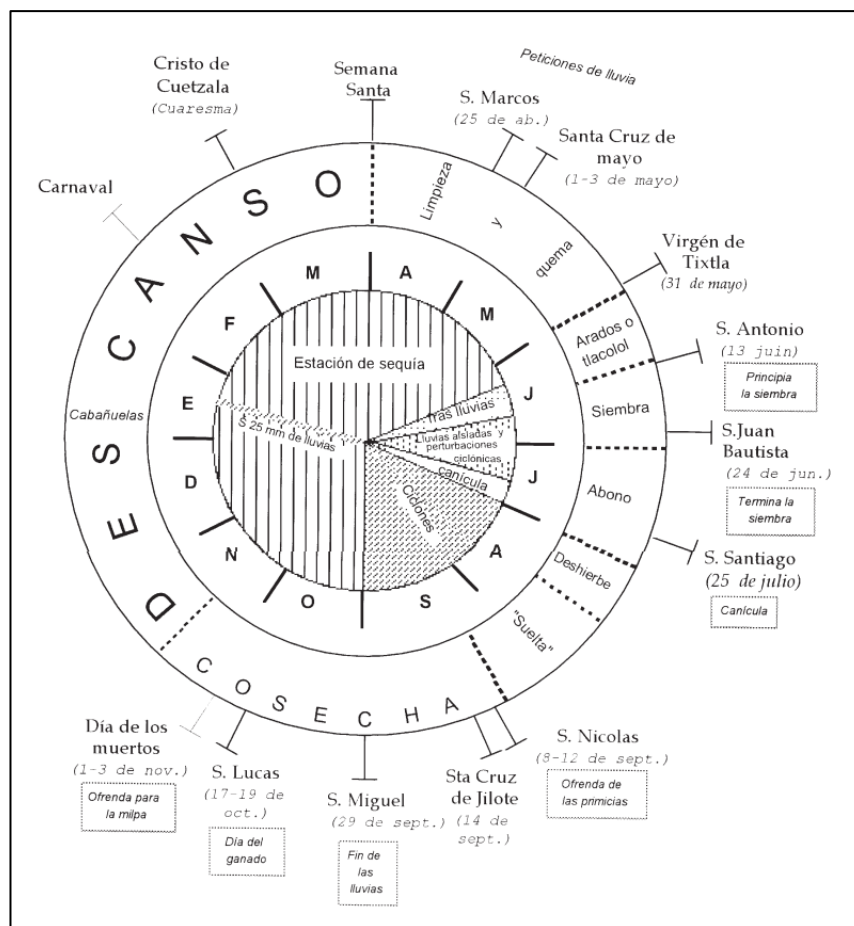 Peticiones de lluvia
Cristo de
Cuetzala
(Cuaresma)
Semana
Santa
S. Marcos
(25 de ab.)
Santa Cruz de
mayo
(1-3 de mayo)
Carnaval
Virgén de
Tixtla
(31 de mayo)
S. Antonio
(13 juin)
Principia
la siembra
S.Juan
Bautista
(24 de jun.)
Termina la
siembra
S. Santiago
(25 de julio)
Canícula
S. Nicolas
(8-12 de sept.)
Ofrenda de
las primicias
Sta Cruz
de Jilote
(14 de
sept.)
S. Miguel
(29 de sept.)
Fin de
las
lluvias
S. Lucas
(17-19 de
oct.)
Día del
ganado
Día de los
muertos
(1-3 de nov.)
Ofrenda para
la milpa
DESCANSO
Cabañuelas
Limpieza
y
quema
Arados o
tlacolol
Siembra
Abono
Deshierbe
"Suelta"
COSECHA
E
F
M
A
M
J
J
A
S
O
N
D
Estación de sequía
25 mm de lluvias
Tras lluvias
Lluvias aisladas y
perturbaciones
ciclónicas
canícula
Ciclones